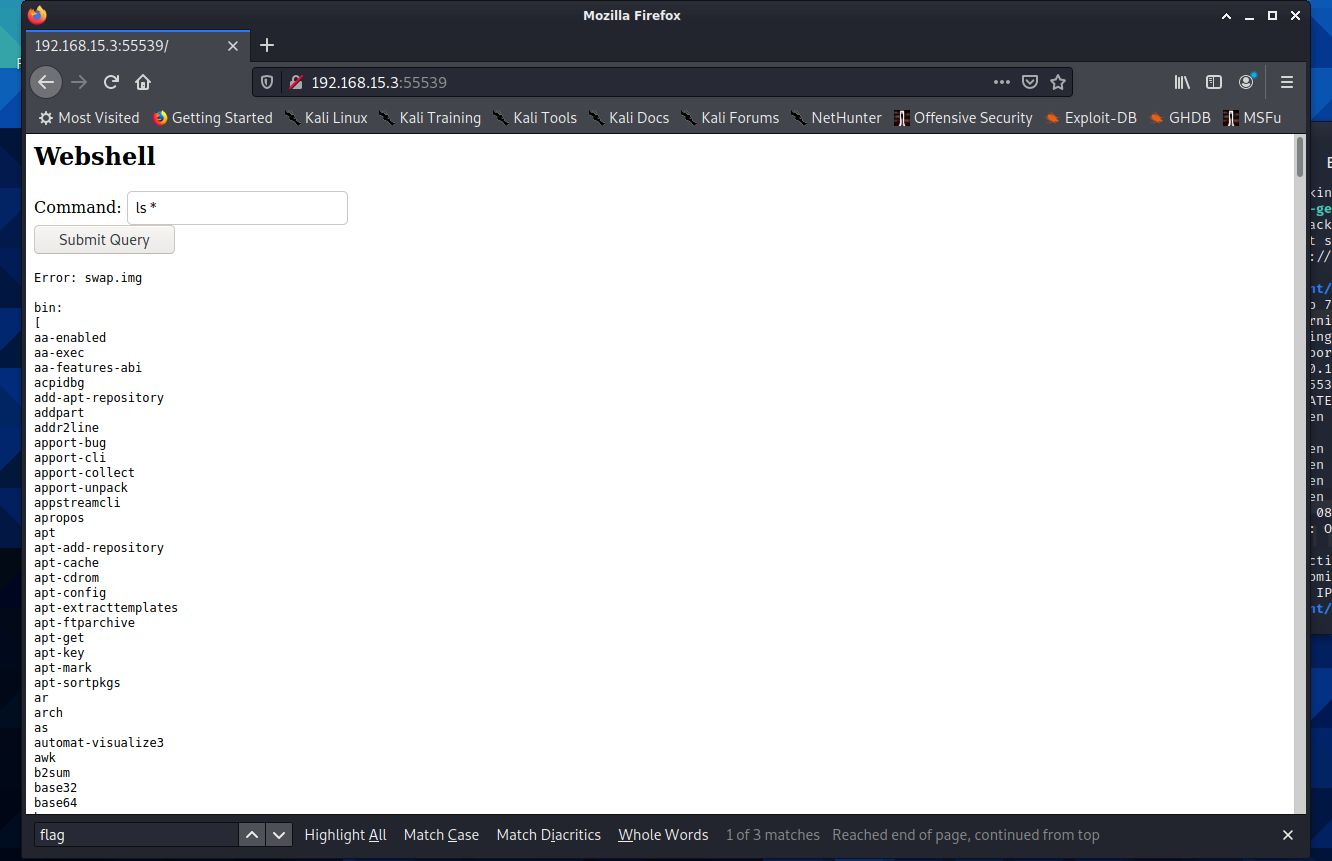 Mozilla Firefox
192.168.15.3:55539/
192.168.15.3:55539
Most Visited Getting Started Kali Linux Kali Training Kali Tools Kali Docs Kali Forums NetHunter Offensive Security Exploit-DB GHDB MSFu
Webshell
Command: ls *
Submit Query
Error: swap.img
bin:
[
aa-enabled
aa-exec
aa-features-abi
acpidbg
add-apt-repository
addpart
addr2line
apport-bug
apport-cli
apport-collect
apport-unpack
appstreamcli
apropos
apt
apt-add-repository
apt-cache
apt-cdrom
apt-config
apt-extracttemplates
apt-ftparchive
apt-get
apt-key
apt-mark
apt-sortpkgs
ar
arch
as
automat-visualize3
awk
b2sum
base32
base64
flag Highlight All Match Case Match Diacritics Whole Words 1 of 3 matches Reached end of page, continued from top